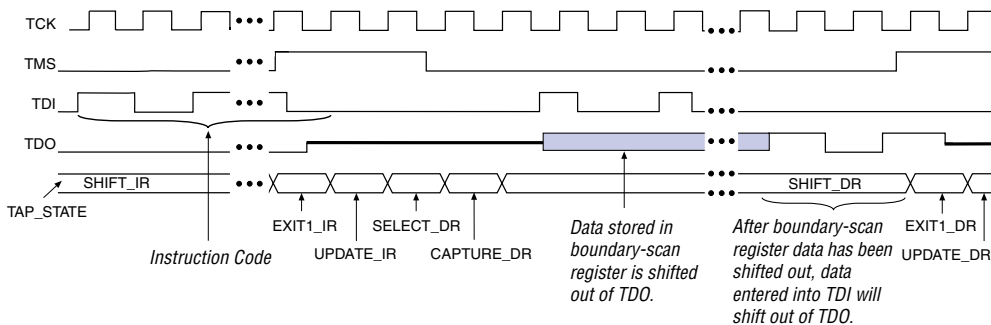 TCK
TMS
TDI
TDO
SHIFT_IR
SHIFT_DR
TAP_STATE
EXIT1_IR
SELECT_DR
UPDATE_IR
CAPTURE_DR
Instruction Code
Data stored in
boundary-scan
register is shifted
out of TDO.
After boundary-scan
register data has been
shifted out, data
entered into TDI will
shift out of TDO.
EXIT1_DR
UPDATE_DR